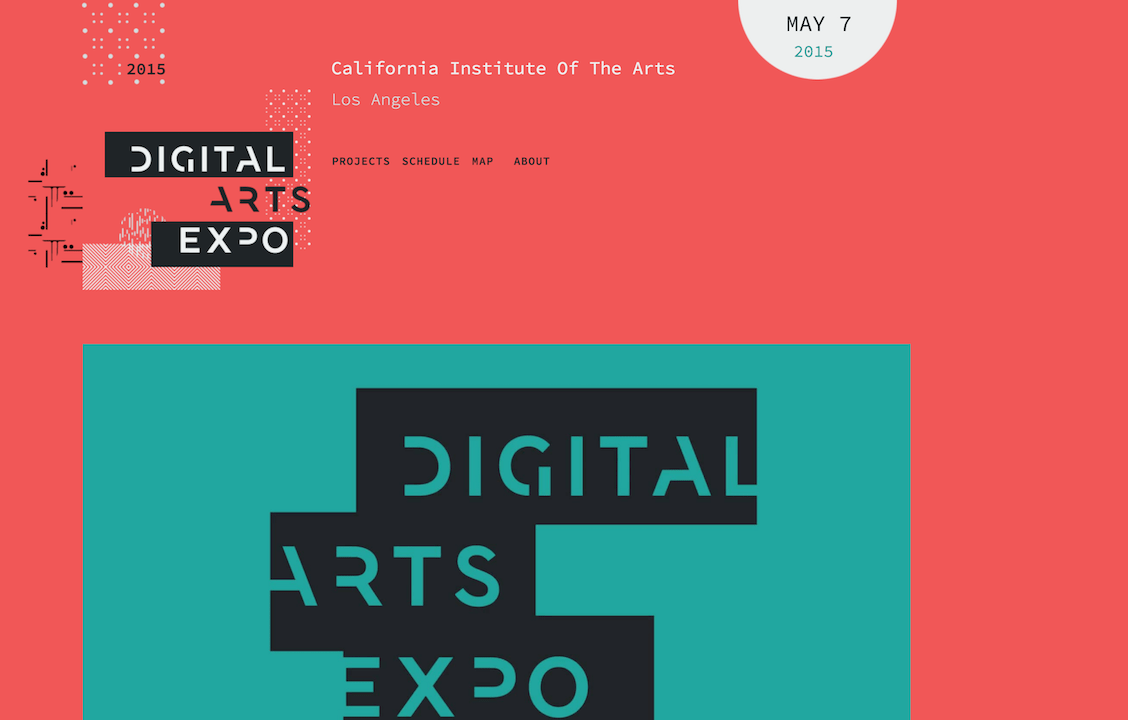 2015
DIGITAL
ARTS
EXPO
California Institute Of The Arts
Los Angeles
PROJECTS SCHEDULE MAP ABOUT
MAY 7
2015
DIGITAL
ARTS
EXPO